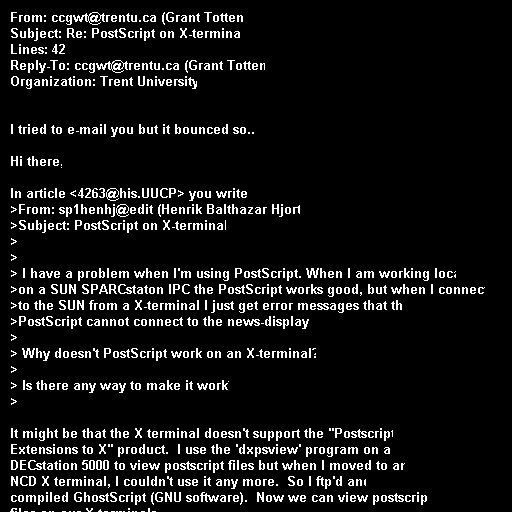 From: ccgwt@trentu.ca (Grant Totten
Subject: Re: PostScript on X-termina
Lines: 42
Reply-To: ccgwt@trentu.ca (Grant Totten
Organization: Trent University
I tried to e-mail you but it bounced so..
Hi there,
In article <4263@his.UUCP> you write
>From: sp1henhj@edit (Henrik Balthazar Hjort
>Subject: PostScript on X-terminal
>
>
> I have a problem when I'm using PostScript. When I am working loca
>on a SUN SPARCstaton IPC the PostScript works good, but when I connec
>to the SUN from a X-terminal I just get error messages that th
>PostScript cannot connect to the news-display
>
> Why doesn't PostScript work on an X-terminal?
>
> Is there any way to make it work
>
It might be that the X terminal doesn't support the "Postscript
Extensions to X" product.  I use the 'dxpsview' program on a
DECstation 5000 to view postscript files but when I moved to an
NCD X terminal, I couldn't use it any more.  So I ftp'd and
compiled GhostScript (GNU software).  Now we can view postscrip
files on our X terminals